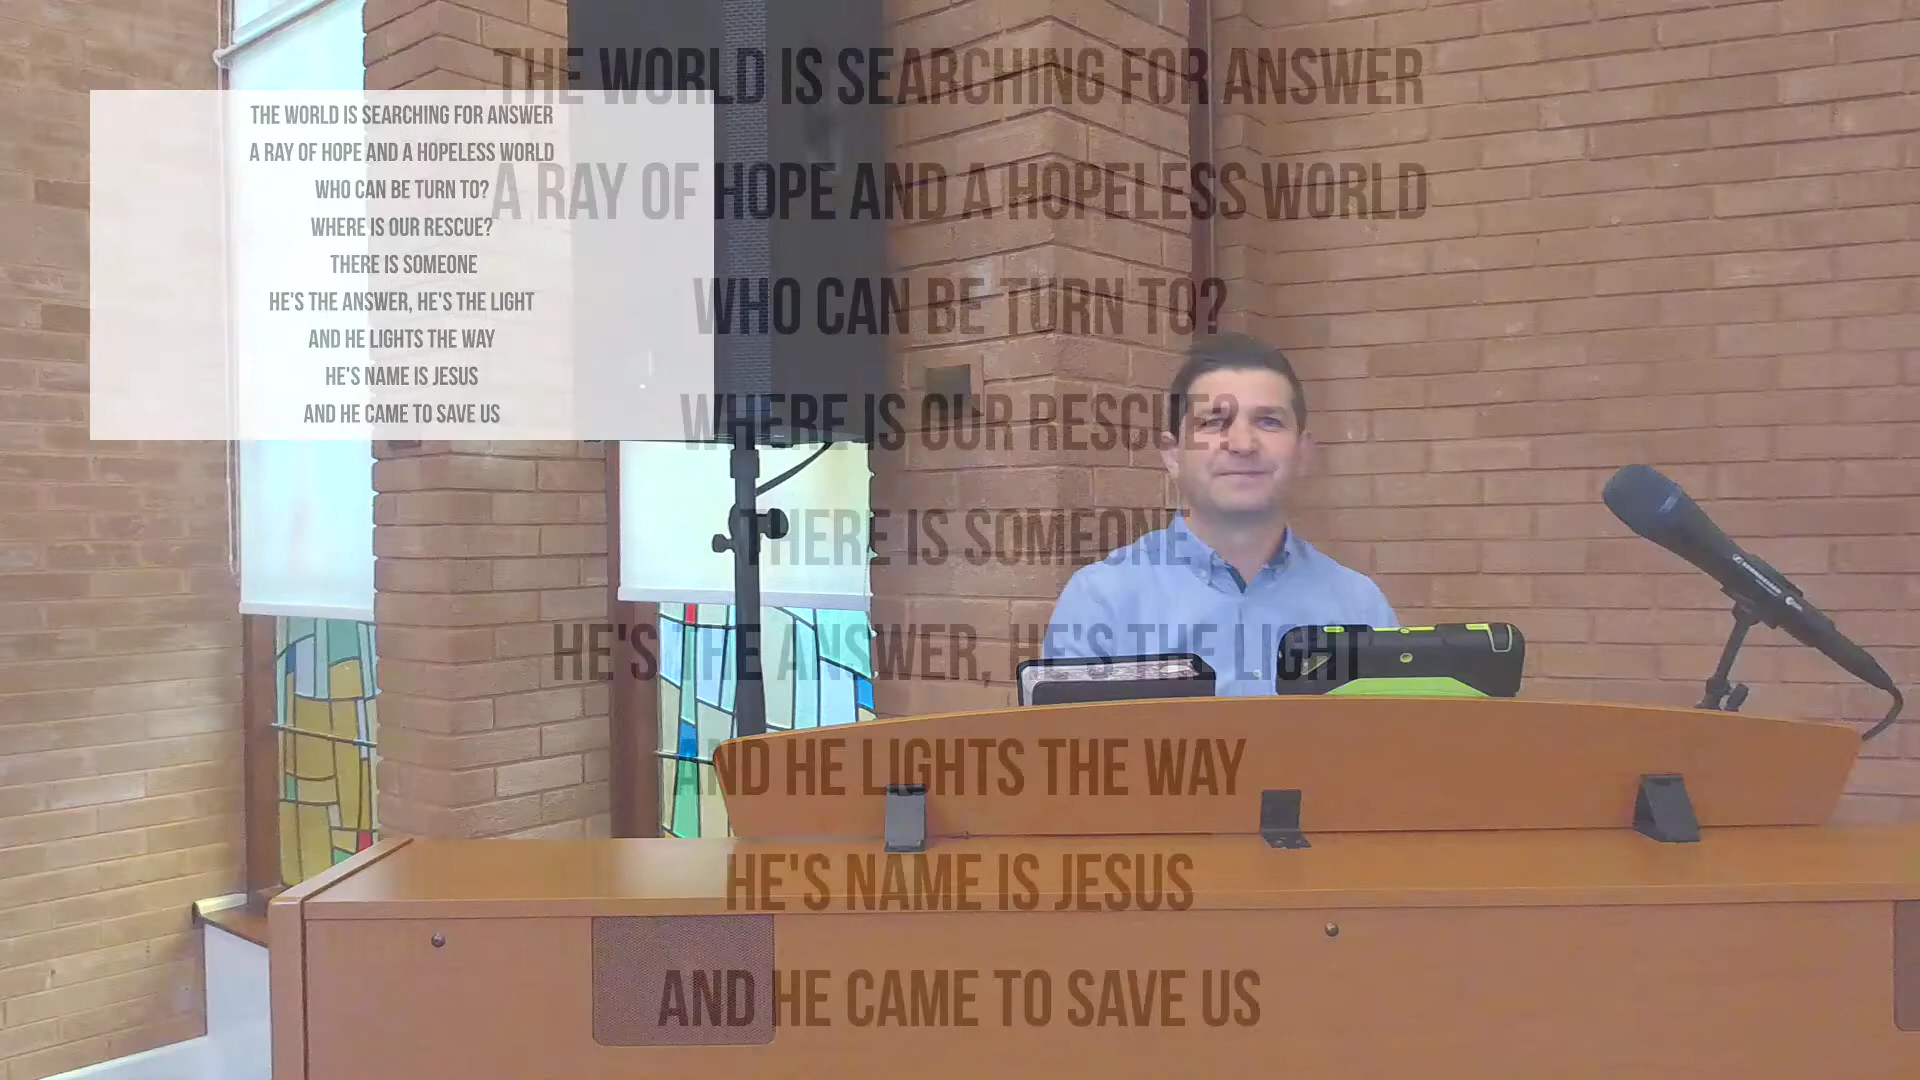 THE WORLD IS SEARCHING FOR ANSWER
A RAY OF HOPE AND A HOPELESS WORLD
WHO CAN BE TURN TO?
WHERE IS OUR RESCUE?
THERE IS SOMEONE
HE'S THE ANSWER, HE'S THE LIGHT
AND HE LIGHTS THE WAY
HE'S NAME IS JESUS
AND HE CAME TO SAVE US
THE WORLD IS SEARCHING FOR ANSWER
A RAY OF HOPE AND A HOPELESS WORLD
WHO CAN BE TURN TO?
WHERE IS OUR RESCUE?
THERE IS SOMEONE
HE'S THE ANSWER, HE'S THE LIGHT
AND HE LIGHTS THE WAY
HE'S NAME IS JESUS
AND HE CAME TO SAVE US